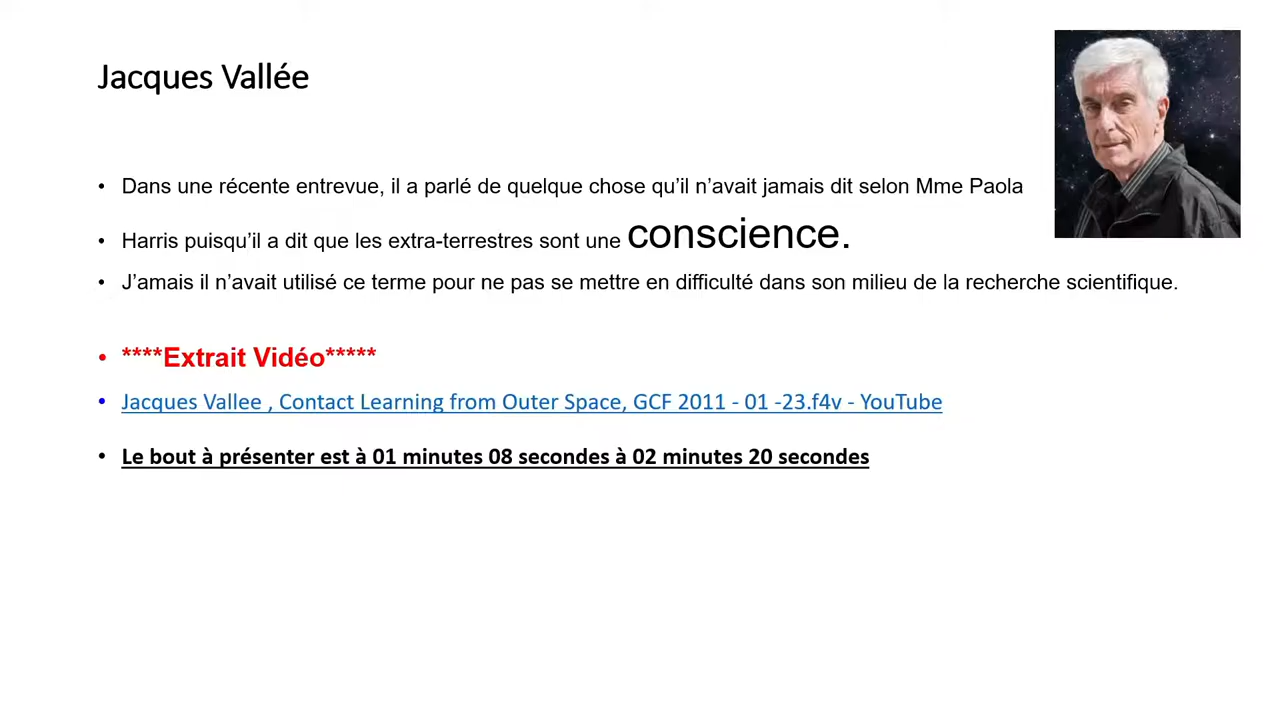 Jacques Vallée
• Dans une récente entrevue, il a parlé de quelque chose qu’il n’avait jamais dit selon Mme Paola
• Harris puisqu’il a dit que les extra-terrestres sont une conscience.
• J’amais il n’avait utilisé ce terme pour ne pas se mettre en difficulté dans son milieu de la recherche scientifique.
• ****Extrait Vidéo*****
• Jacques Vallee , Contact Learning from Outer Space, GCF 2011 - 01 -23.f4v - YouTube
• Le bout à présenter est à 01 minutes 08 secondes à 02 minutes 20 secondes